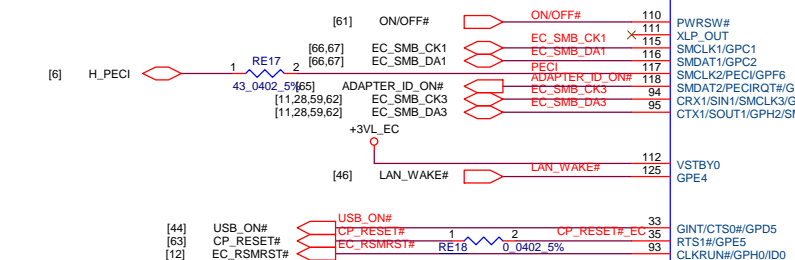 [61] ON/OFF# ON/OFF# 110 PWRSW#
111 XLP_OUT
[66,67] EC_SMB_CK1 EC_SMB_CK1 115 SMCLK1/GPC1
[66,67] EC_SMB_DA1 EC_SMB_DA1 116 SMDAT1/GPC2
[6] H_PECI 1 RE17 2 PECI 117 SMCLK2/PECI/GPF6
43_0402_5% [65] ADAPTER_ID_ON# ADAPTER_ID_ON# 118 SMDAT2/PECIRQT#/G
[11,28,59,62] EC_SMB_CK3 EC_SMB_CK3 94 CRX1/SIN1/SMCLK3/G
[11,28,59,62] EC_SMB_DA3 EC_SMB_DA3 95 CTX1/SOUT1/GPH2/SM
+3VL_EC
112 VSTBY0
[46] LAN_WAKE# LAN_WAKE# 125 GPE4
[44] USB_ON# USB_ON# 33 GINT/CTS0#/GPD5
[63] CP_RESET# CP_RESET# 1 2 CP_RESET#_EC 35 RTS1#/GPE5
[12] EC_RSMRST# EC_RSMRST# RE18 0_0402_5% 93 CLKRUN#/GPH0/ID0